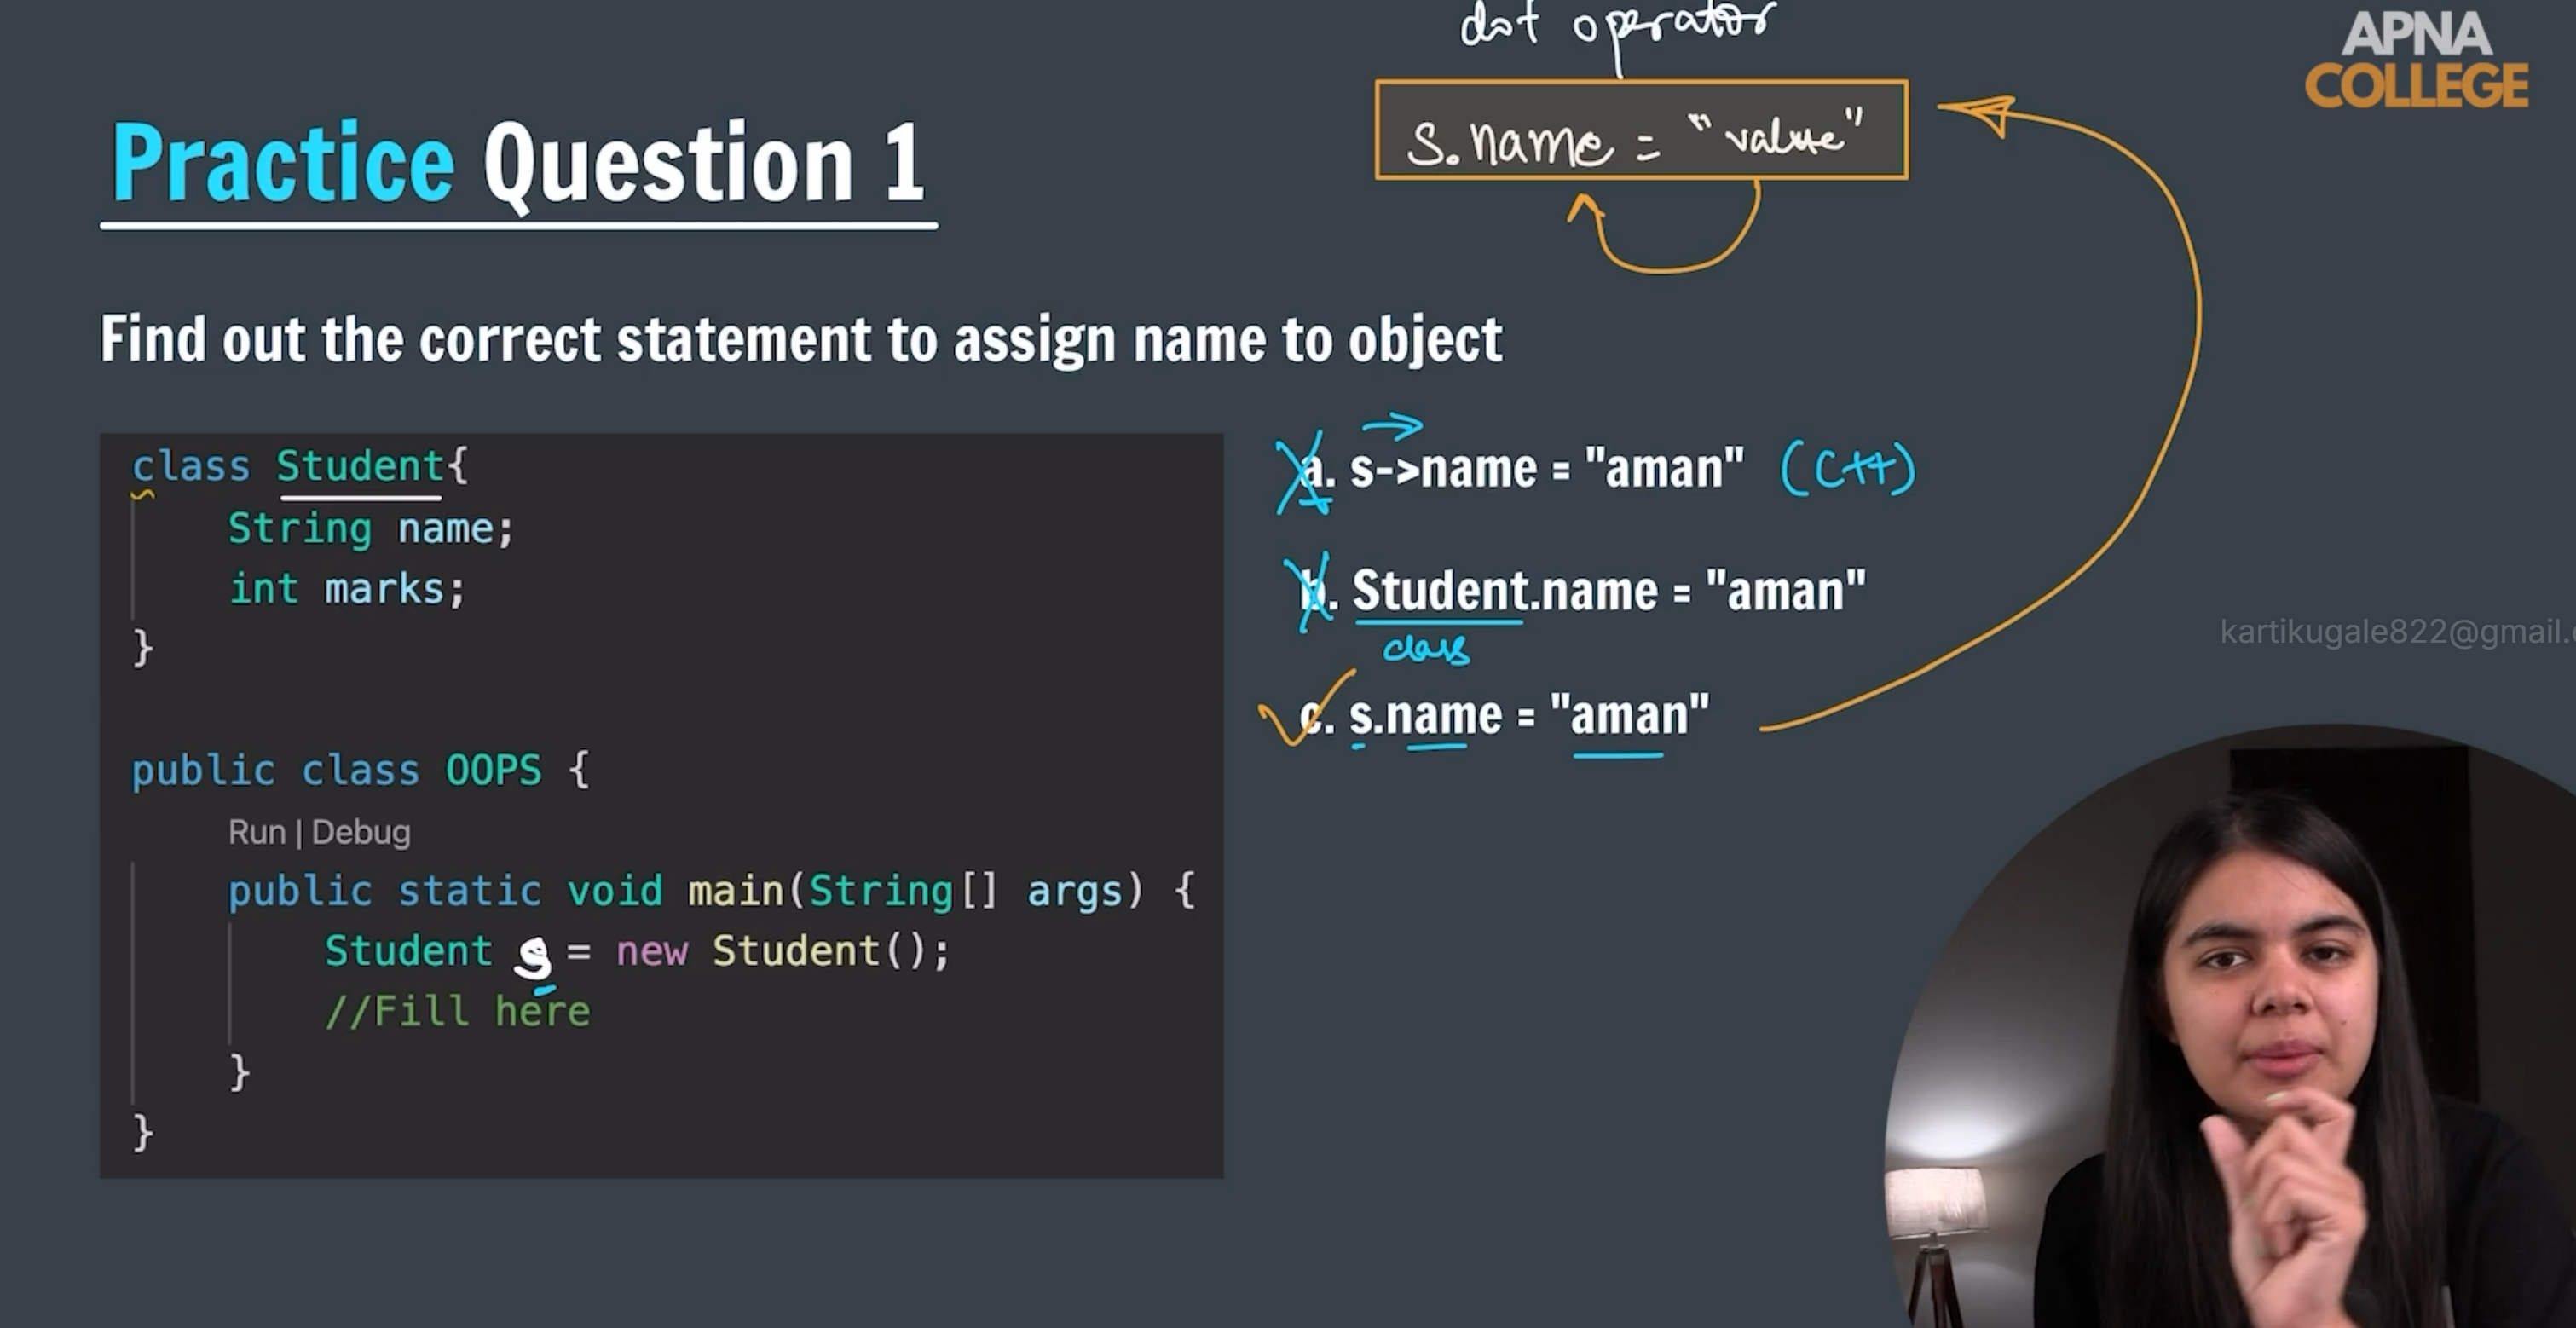 dot operator
APNA
COLLEGE
s.name = "value"
Practice Question 1
Find out the correct statement to assign name to object
class Student{
String name;
int marks;
}
public class OOPS {
Run | Debug
public static void main(String[] args) {
Student s = new Student();
//Fill here
}
}
a. s->name = "aman" (C++)
b. Student.name = "aman"
class
c. s.name = "aman"
kartikugale822@gmail.